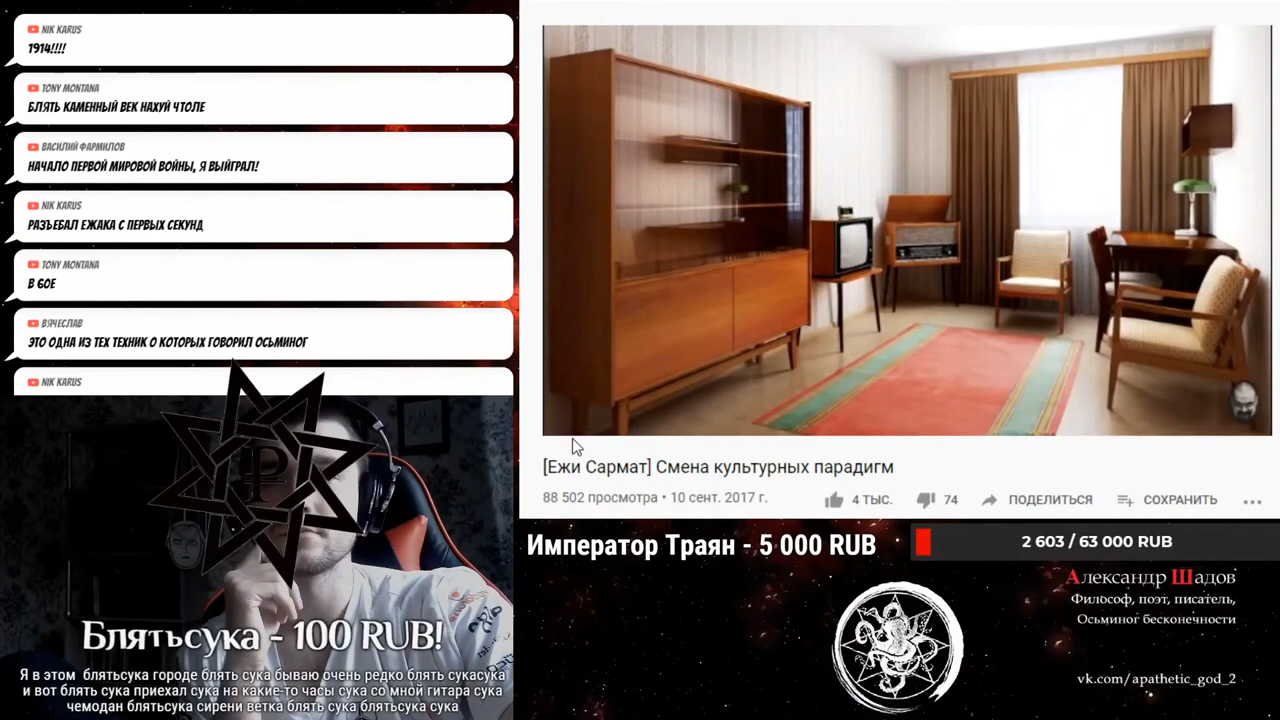 NIK KARUS
1914!!!!
TONY MONTANA
БЛЯТЬ КАМЕННЫЙ ВЕК НАХУЙ ЧТОЛЕ
ВАСИЛИЙ ФАРМИЛОВ
НАЧАЛО ПЕРВОЙ МИРОВОЙ ВОЙНЫ, Я ВЫЙГРАЛ!
NIK KARUS
РАЗЪЕБАЛ ЕЖАКА С ПЕРВЫХ СЕКУНД
TONY MONTANA
В 60Е
ВЯЧЕСЛАВ
ЭТО ОДНА ИЗ ТЕХ ТЕХНИК О КОТОРЫХ ГОВОРИЛ ОСЬМИНОГ
NIK KARUS
Блятьсука - 100 RUB!
Я в этом блятьсука городе блять сука бываю очень редко блять сукасука
и вот блять сука приехал сука на какие-то часы сука со мной гитара сука
чемодан блятьсука сирени ветка блять сука блятьсука сука
[Ежи Сармат] Смена культурных парадигм
88 502 просмотра • 10 сент. 2017 г.
4 ТЫС.
74
ПОДЕЛИТЬСЯ
СОХРАНИТЬ
Император Траян - 5 000 RUB
2 603 / 63 000 RUB
Александр Шадов
Философ, поэт, писатель,
Осьминог бесконечности
vk.com/apathetic_god_2